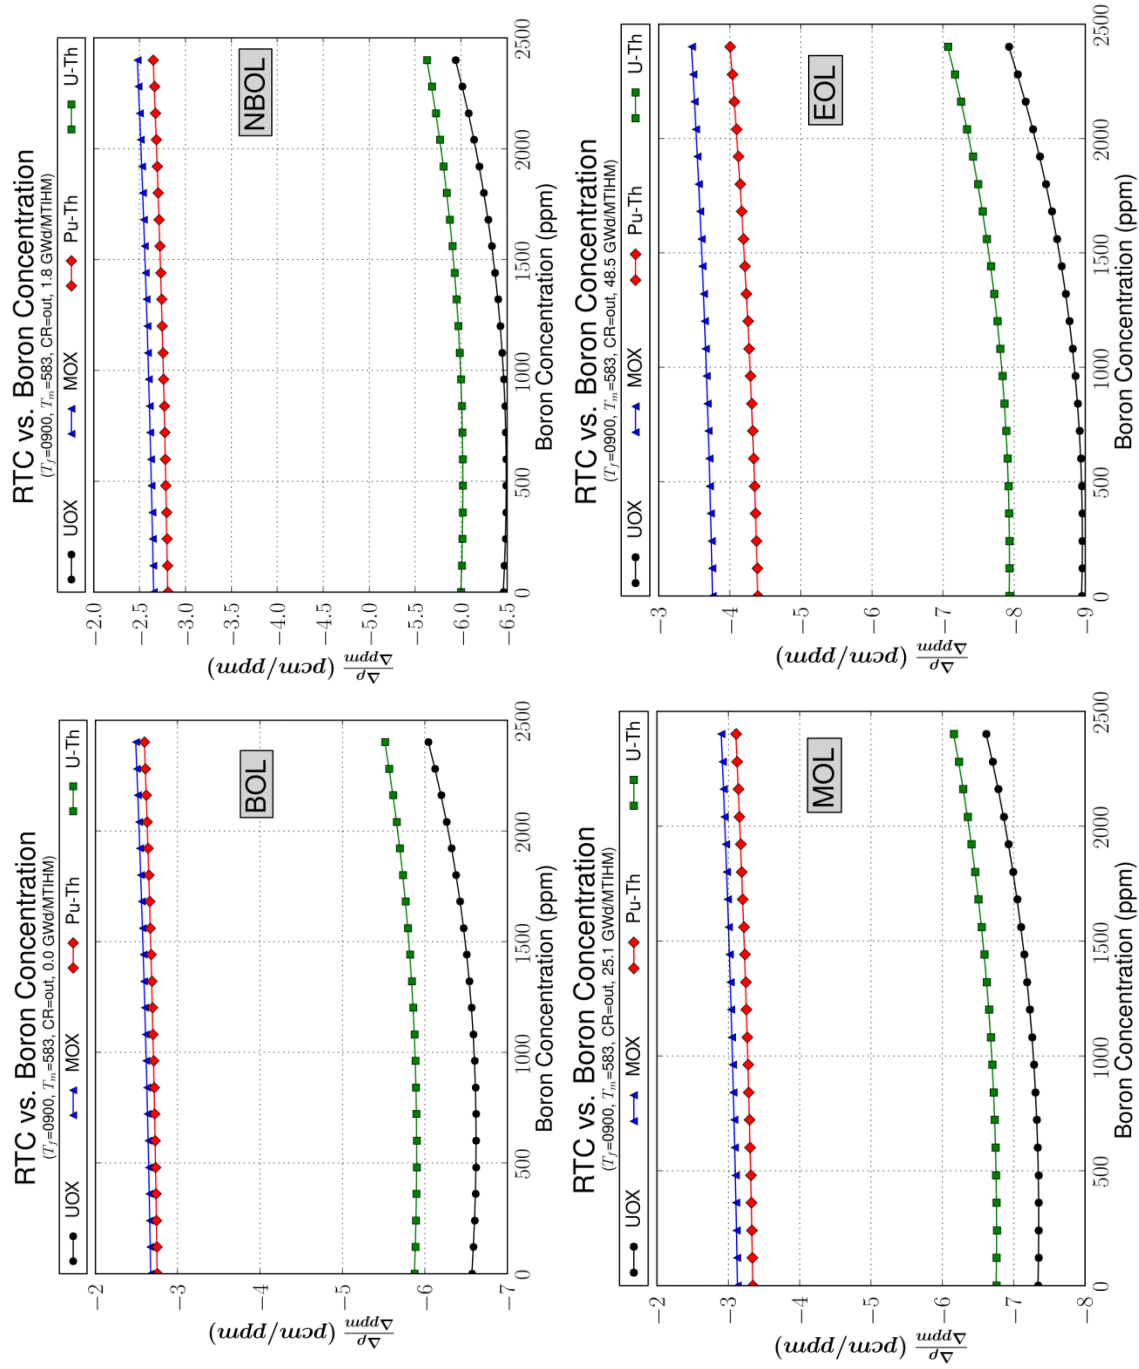 RTC vs. Boron Concentration
(T_f=0900, T_m=583, CR=out, 0.0 GWd/MTIHM)
UOX MOX Pu-Th U-Th
−2
−3
−4
−5
−6
−7
Δρ/Δppm (pcm/ppm)
BOL
0 500 1000 1500 2000 2500
Boron Concentration (ppm)
RTC vs. Boron Concentration
(T_f=0900, T_m=583, CR=out, 1.8 GWd/MTIHM)
UOX MOX Pu-Th U-Th
−2.0
−2.5
−3.0
−3.5
−4.0
−4.5
−5.0
−5.5
−6.0
−6.5
Δρ/Δppm (pcm/ppm)
NBOL
0 500 1000 1500 2000 2500
Boron Concentration (ppm)
RTC vs. Boron Concentration
(T_f=0900, T_m=583, CR=out, 25.1 GWd/MTIHM)
UOX MOX Pu-Th U-Th
−2
−3
−4
−5
−6
−7
−8
Δρ/Δppm (pcm/ppm)
MOL
0 500 1000 1500 2000 2500
Boron Concentration (ppm)
RTC vs. Boron Concentration
(T_f=0900, T_m=583, CR=out, 48.5 GWd/MTIHM)
UOX MOX Pu-Th U-Th
−3
−4
−5
−6
−7
−8
−9
Δρ/Δppm (pcm/ppm)
EOL
0 500 1000 1500 2000 2500
Boron Concentration (ppm)